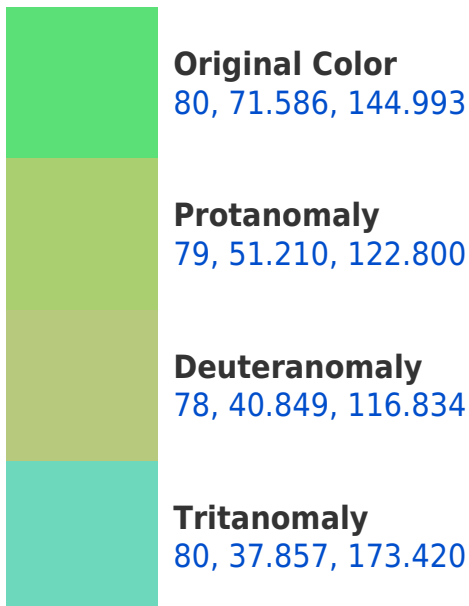 Original Color
80, 71.586, 144.993
Protanomaly
79, 51.210, 122.800
Deuteranomaly
78, 40.849, 116.834
Tritanomaly
80, 37.857, 173.420